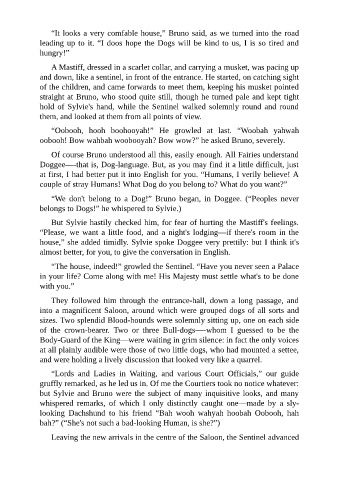 “It looks a very comfable house,” Bruno said, as we turned into the road
leading up to it. “I doos hope the Dogs will be kind to us, I is so tired and
hungry!”
A Mastiff, dressed in a scarlet collar, and carrying a musket, was pacing up
and down, like a sentinel, in front of the entrance. He started, on catching sight
of the children, and came forwards to meet them, keeping his musket pointed
straight at Bruno, who stood quite still, though he turned pale and kept tight
hold of Sylvie's hand, while the Sentinel walked solemnly round and round
them, and looked at them from all points of view.
“Oobooh, hooh boohooyah!” He growled at last. “Woobah yahwah
oobooh! Bow wahbah woobooyah? Bow wow?” he asked Bruno, severely.
Of course Bruno understood all this, easily enough. All Fairies understand
Doggee—-that is, Dog-language. But, as you may find it a little difficult, just
at first, I had better put it into English for you. “Humans, I verily believe! A
couple of stray Humans! What Dog do you belong to? What do you want?”
“We don't belong to a Dog!” Bruno began, in Doggee. (“Peoples never
belongs to Dogs!” he whispered to Sylvie.)
But Sylvie hastily checked him, for fear of hurting the Mastiff's feelings.
“Please, we want a little food, and a night's lodging—if there's room in the
house,” she added timidly. Sylvie spoke Doggee very prettily: but I think it's
almost better, for you, to give the conversation in English.
“The house, indeed!” growled the Sentinel. “Have you never seen a Palace
in your life? Come along with me! His Majesty must settle what's to be done
with you.”
They followed him through the entrance-hall, down a long passage, and
into a magnificent Saloon, around which were grouped dogs of all sorts and
sizes. Two splendid Blood-hounds were solemnly sitting up, one on each side
of the crown-bearer. Two or three Bull-dogs—-whom I guessed to be the
Body-Guard of the King—were waiting in grim silence: in fact the only voices
at all plainly audible were those of two little dogs, who had mounted a settee,
and were holding a lively discussion that looked very like a quarrel.
“Lords and Ladies in Waiting, and various Court Officials,” our guide
gruffly remarked, as he led us in. Of me the Courtiers took no notice whatever:
but Sylvie and Bruno were the subject of many inquisitive looks, and many
whispered remarks, of which I only distinctly caught one—made by a sly-
looking Dachshund to his friend “Bah wooh wahyah hoobah Oobooh, hah
bah?” (“She's not such a bad-looking Human, is she?”)
Leaving the new arrivals in the centre of the Saloon, the Sentinel advanced